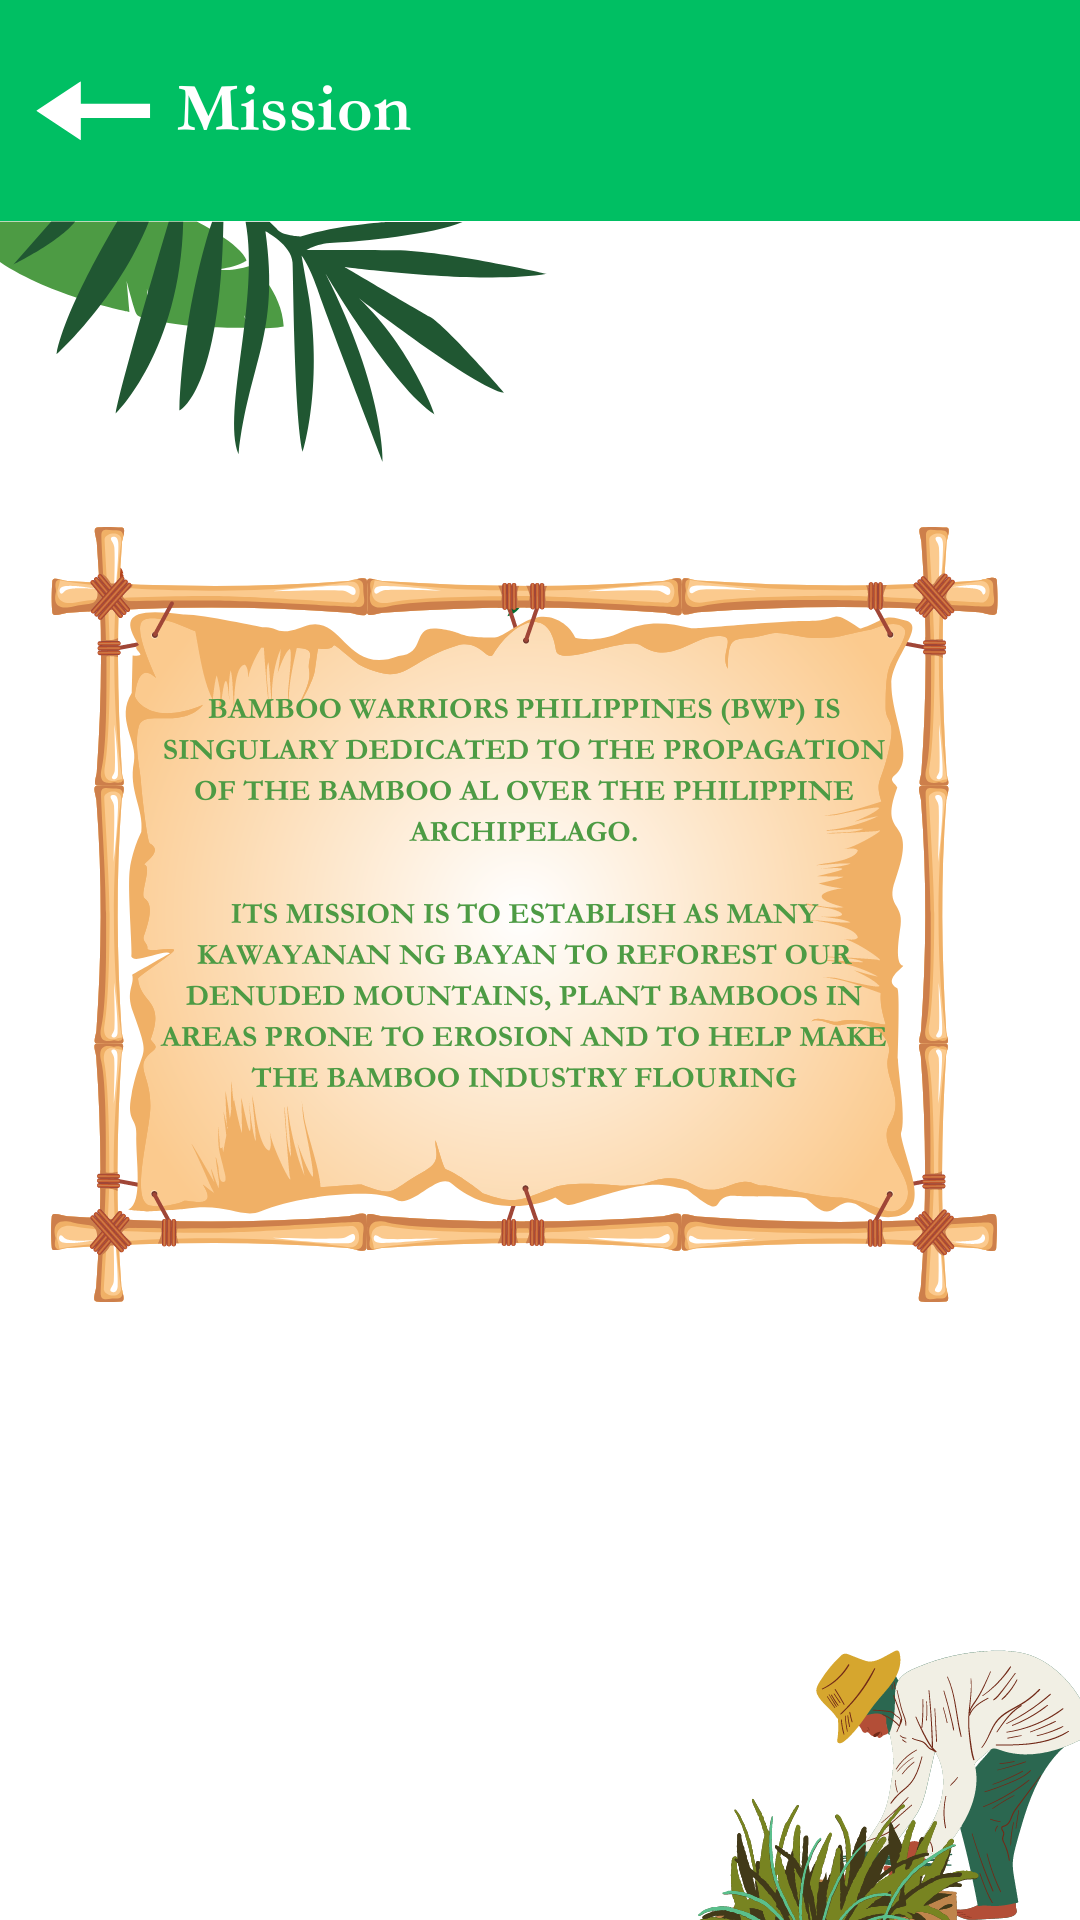 Mission
BAMBOO WARRIORS PHILIPPINES (BWP) IS
SINGULARY DEDICATED TO THE PROPAGATION
OF THE BAMBOO AL OVER THE PHILIPPINE
ARCHIPELAGO.
ITS MISSION IS TO ESTABLISH AS MANY
KAWAYANAN NG BAYAN TO REFOREST OUR
DENUDED MOUNTAINS, PLANT BAMBOOS IN
AREAS PRONE TO EROSION AND TO HELP MAKE
THE BAMBOO INDUSTRY FLOURING